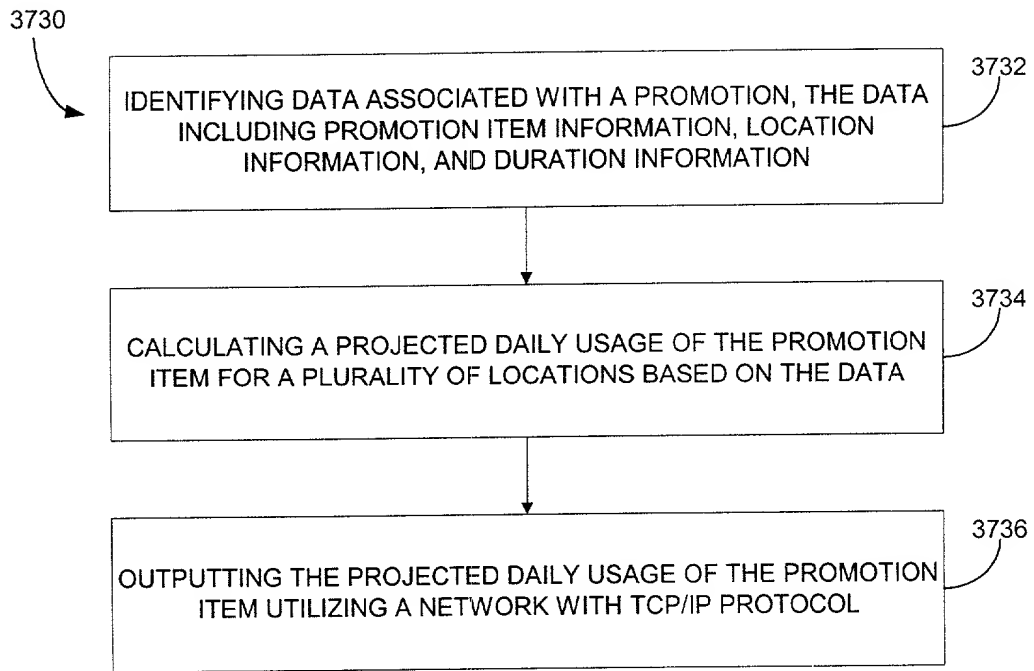 3730
3732
IDENTIFYING DATA ASSOCIATED WITH A PROMOTION, THE DATA
INCLUDING PROMOTION ITEM INFORMATION, LOCATION
INFORMATION, AND DURATION INFORMATION
3734
CALCULATING A PROJECTED DAILY USAGE OF THE PROMOTION
ITEM FOR A PLURALITY OF LOCATIONS BASED ON THE DATA
3736
OUTPUTTING THE PROJECTED DAILY USAGE OF THE PROMOTION
ITEM UTILIZING A NETWORK WITH TCP/IP PROTOCOL